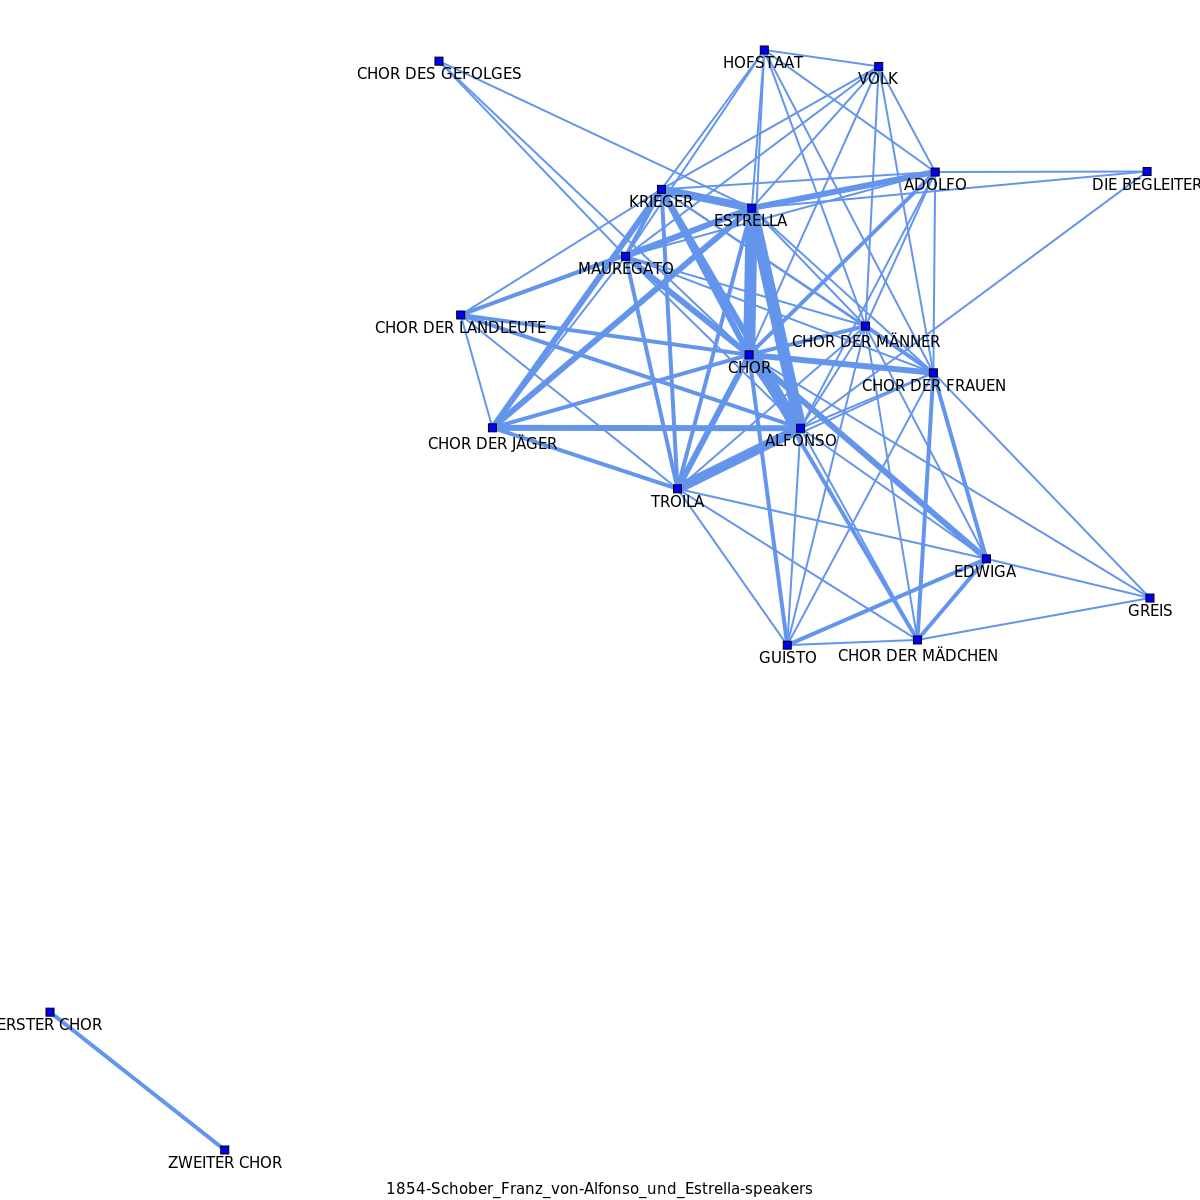 HOFSTAAT
CHOR DES GEFOLGES
VOLK
ADOLFO
DIE BEGLEITER
KRIEGER
ESTRELLA
MAUREGATO
CHOR DER LANDLEUTE
CHOR DER MÄNNER
CHOR
CHOR DER FRAUEN
CHOR DER JÄGER
ALFONSO
TROILA
EDWIGA
GREIS
GUISTO
CHOR DER MÄDCHEN
ERSTER CHOR
ZWEITER CHOR
1854-Schober_Franz_von-Alfonso_und_Estrella-speakers